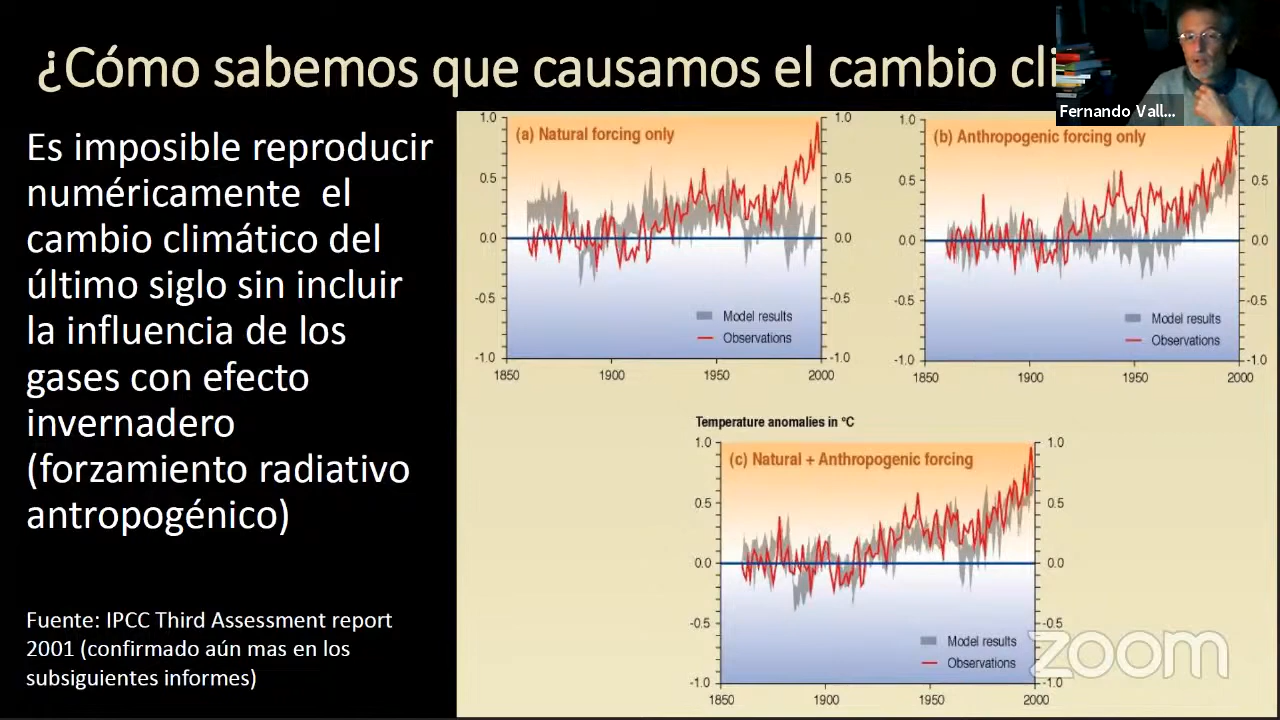 ¿Cómo sabemos que causamos el cambio cli
Fernando Vall...
Es imposible reproducir
numéricamente el
cambio climático del
último siglo sin incluir
la influencia de los
gases con efecto
invernadero
(forzamiento radiativo
antropogénico)
Fuente: IPCC Third Assessment report
2001 (confirmado aún mas en los
subsiguientes informes)
(a) Natural forcing only
1.0
0.5
0.0
-0.5
-1.0
1.0
0.5
0.0
-0.5
-1.0
Model results
Observations
1850 1900 1950 2000
(b) Anthropogenic forcing only
1.0
0.5
0.0
-0.5
-1.0
0.5
0.0
-0.5
-1.0
Model results
Observations
1850 1900 1950 2000
Temperature anomalies in °C
(c) Natural + Anthropogenic forcing
1.0
0.5
0.0
-0.5
-1.0
1.0
0.5
0.0
-0.5
-1.0
Model results
Observations
1850 1900 1950 2000
zoom